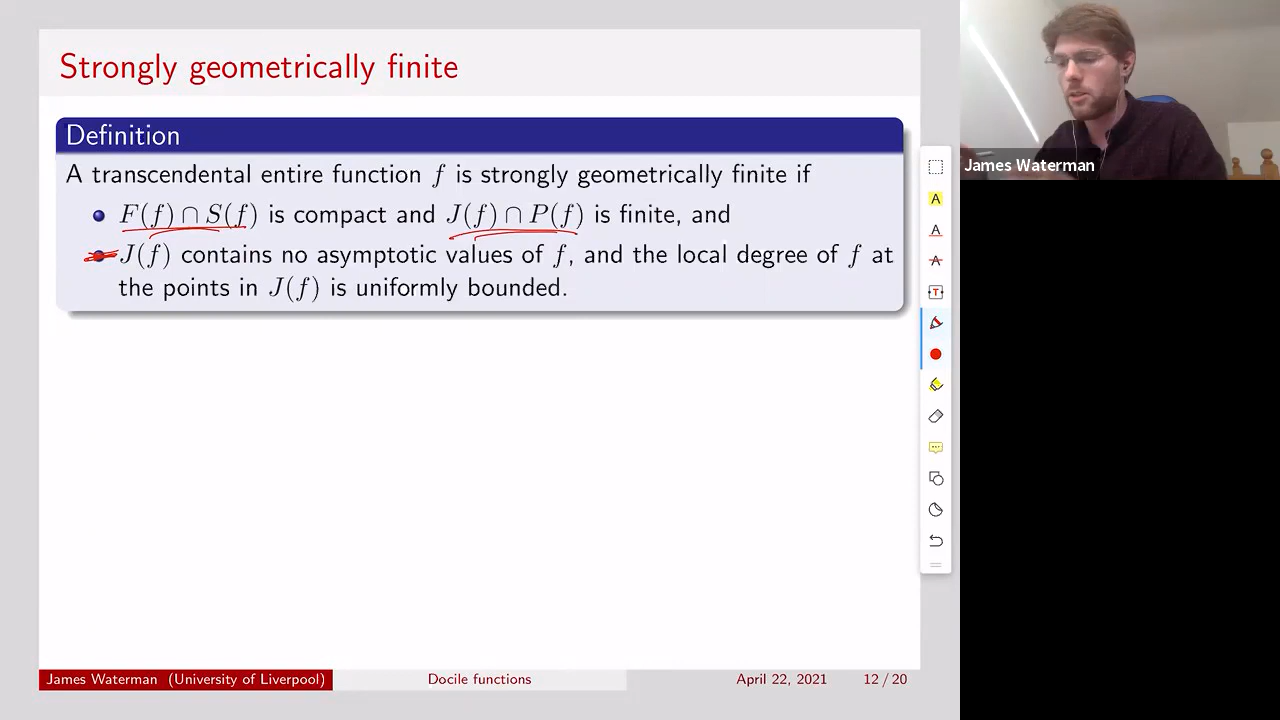 Strongly geometrically finite
Definition
A transcendental entire function f is strongly geometrically finite if
F(f) ∩ S(f) is compact and J(f) ∩ P(f) is finite, and
J(f) contains no asymptotic values of f, and the local degree of f at
the points in J(f) is uniformly bounded.
James Waterman (University of Liverpool)
Docile functions
April 22, 2021
12 / 20
James Waterman
A
A
A
T